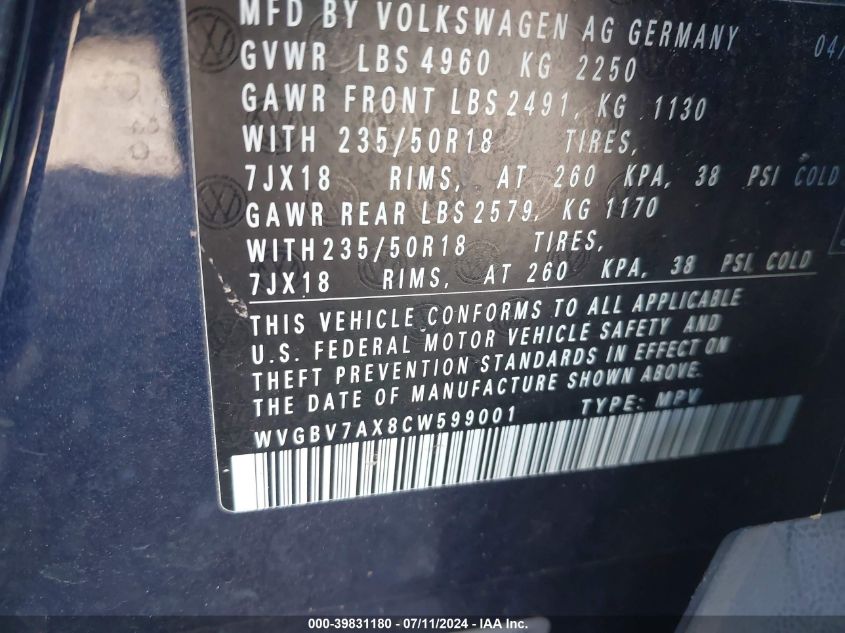 MFD BY VOLKSWAGEN AG GERMANY 04/
GVWR LBS 4960 KG 2250
GAWR FRONT LBS 2491, KG 1130
WITH 235/50R18 TIRES,
7JX18 RIMS, AT 260 KPA, 38 PSI COLD
GAWR REAR LBS 2579, KG 1170
WITH 235/50R18 TIRES,
7JX18 RIMS, AT 260 KPA, 38 PSI COLD
THIS VEHICLE CONFORMS TO ALL APPLICABLE
U.S. FEDERAL MOTOR VEHICLE SAFETY AND
THEFT PREVENTION STANDARDS IN EFFECT ON
THE DATE OF MANUFACTURE SHOWN ABOVE.
WVGBV7AX8CW599001 TYPE: MPV
000-39831180 - 07/11/2024 - IAA Inc.